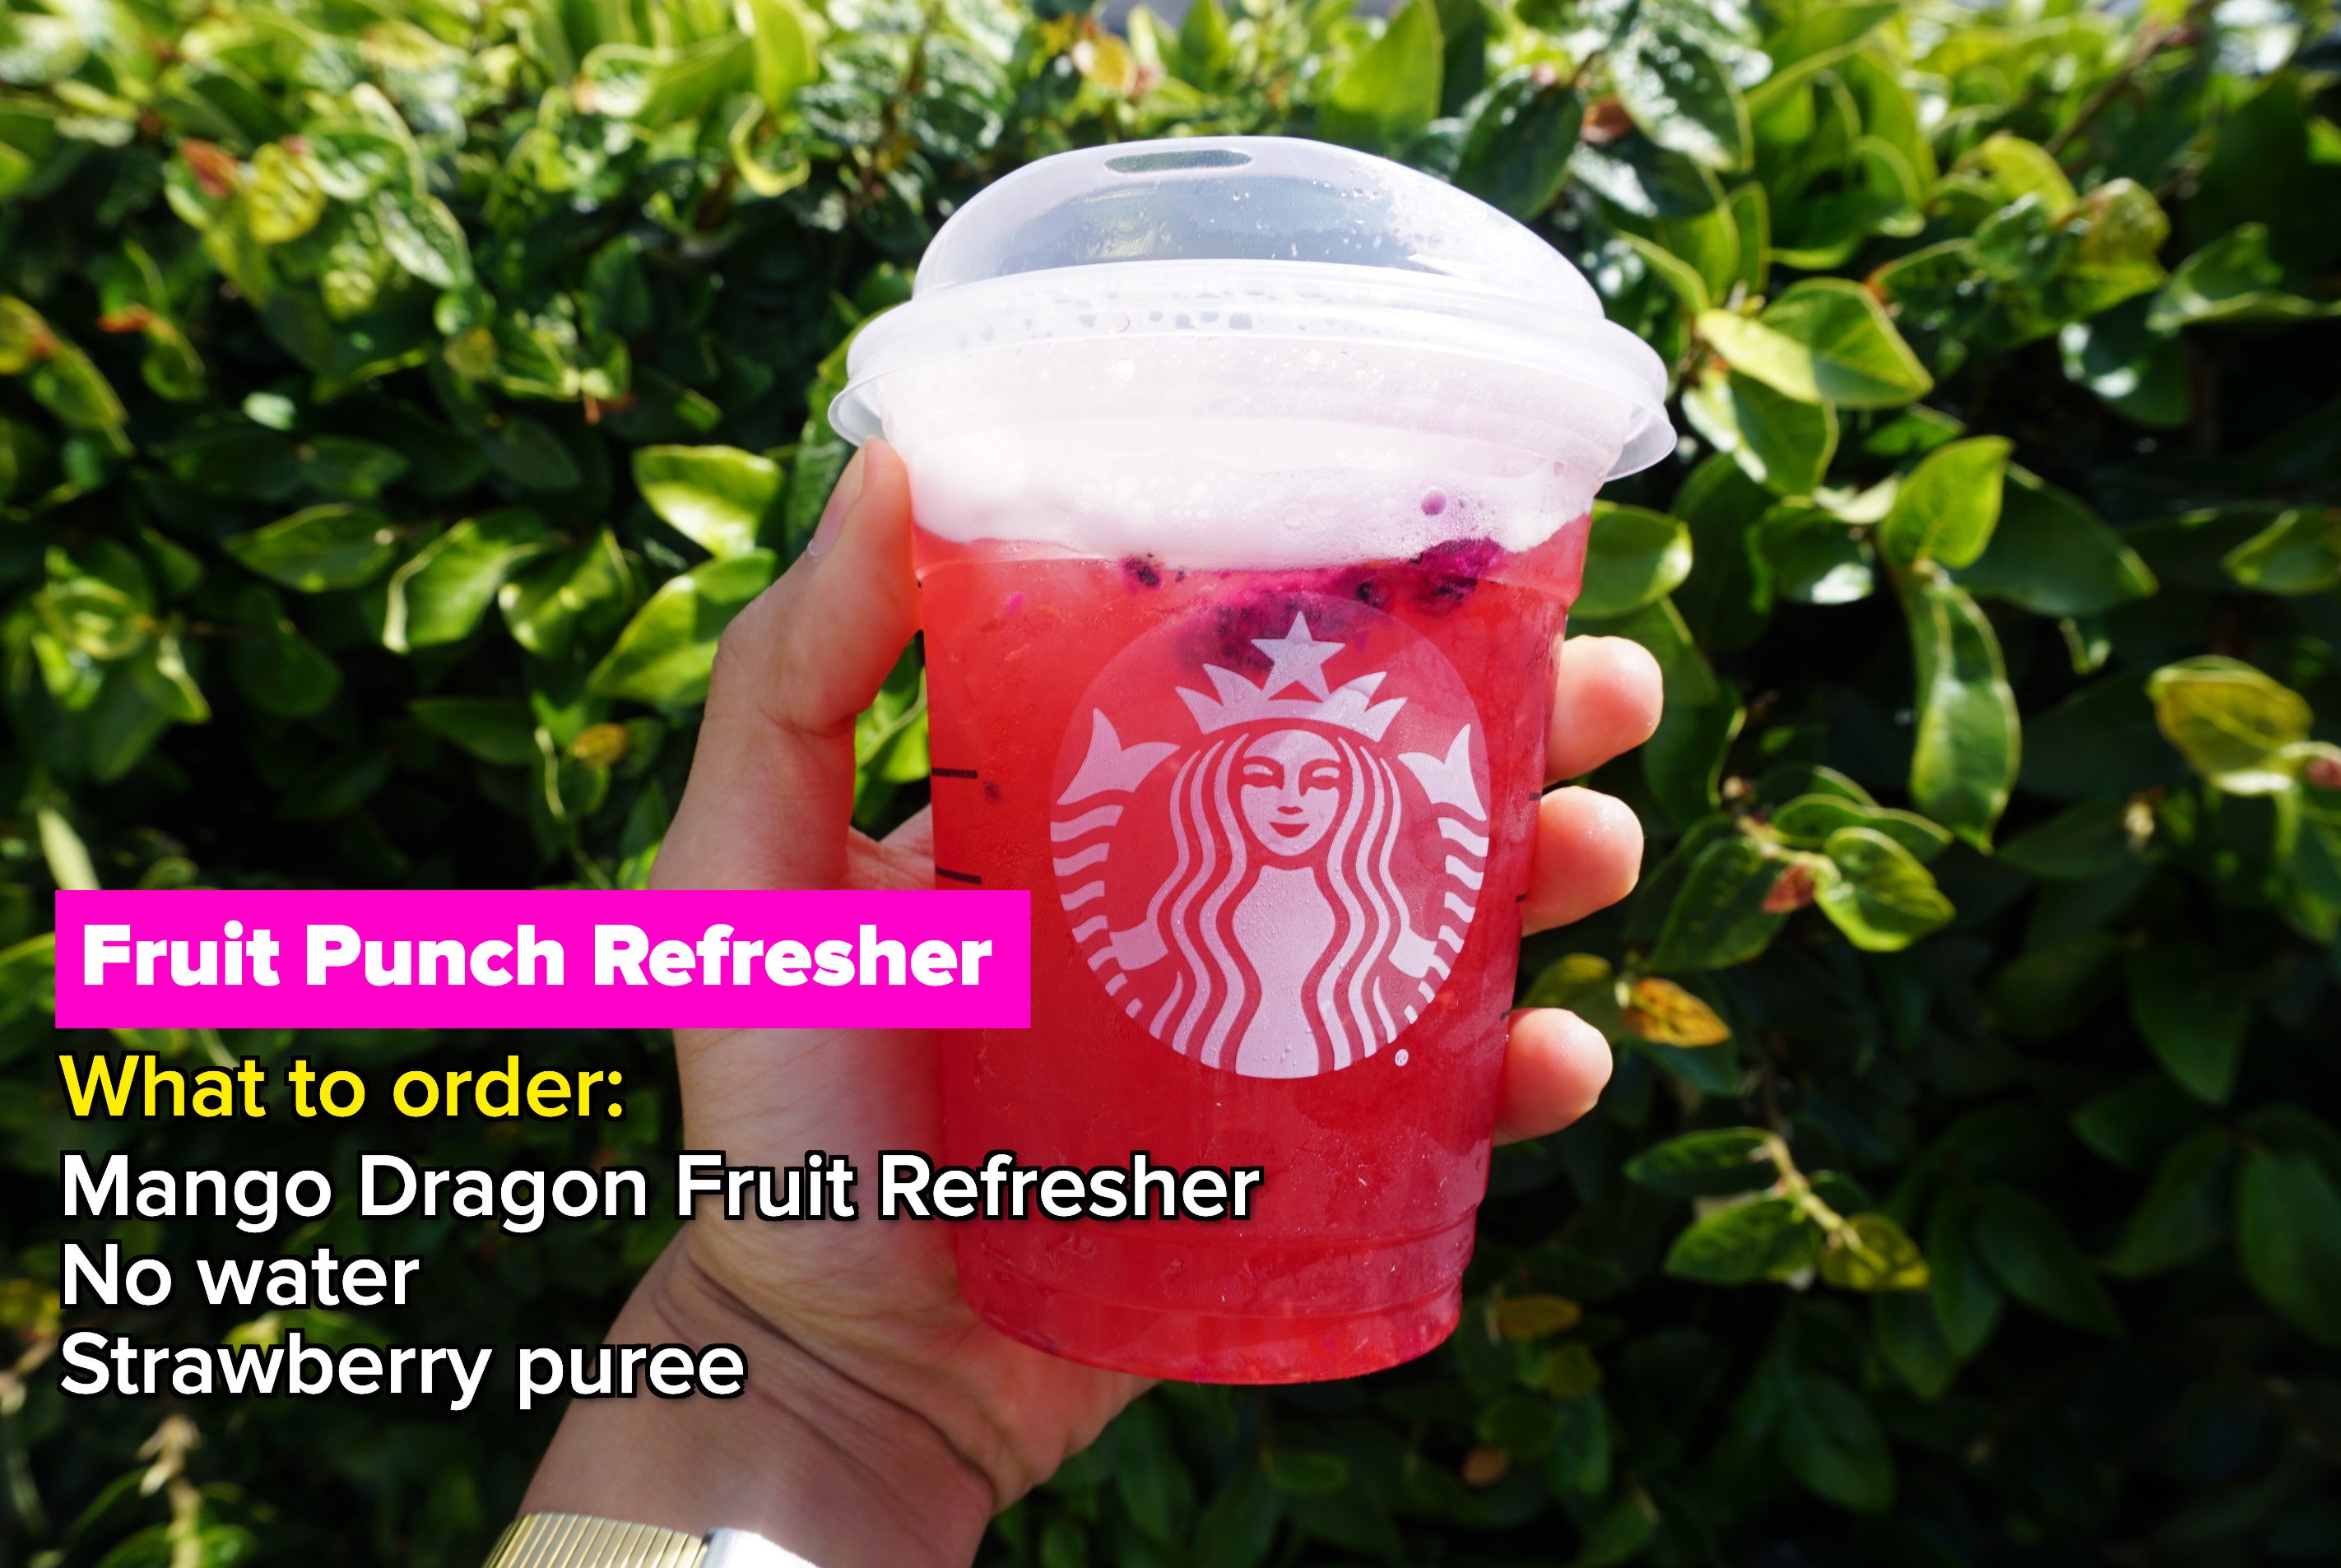 Fruit Punch Refresher
What to order:
Mango Dragon Fruit Refresher
No water
Strawberry puree
®